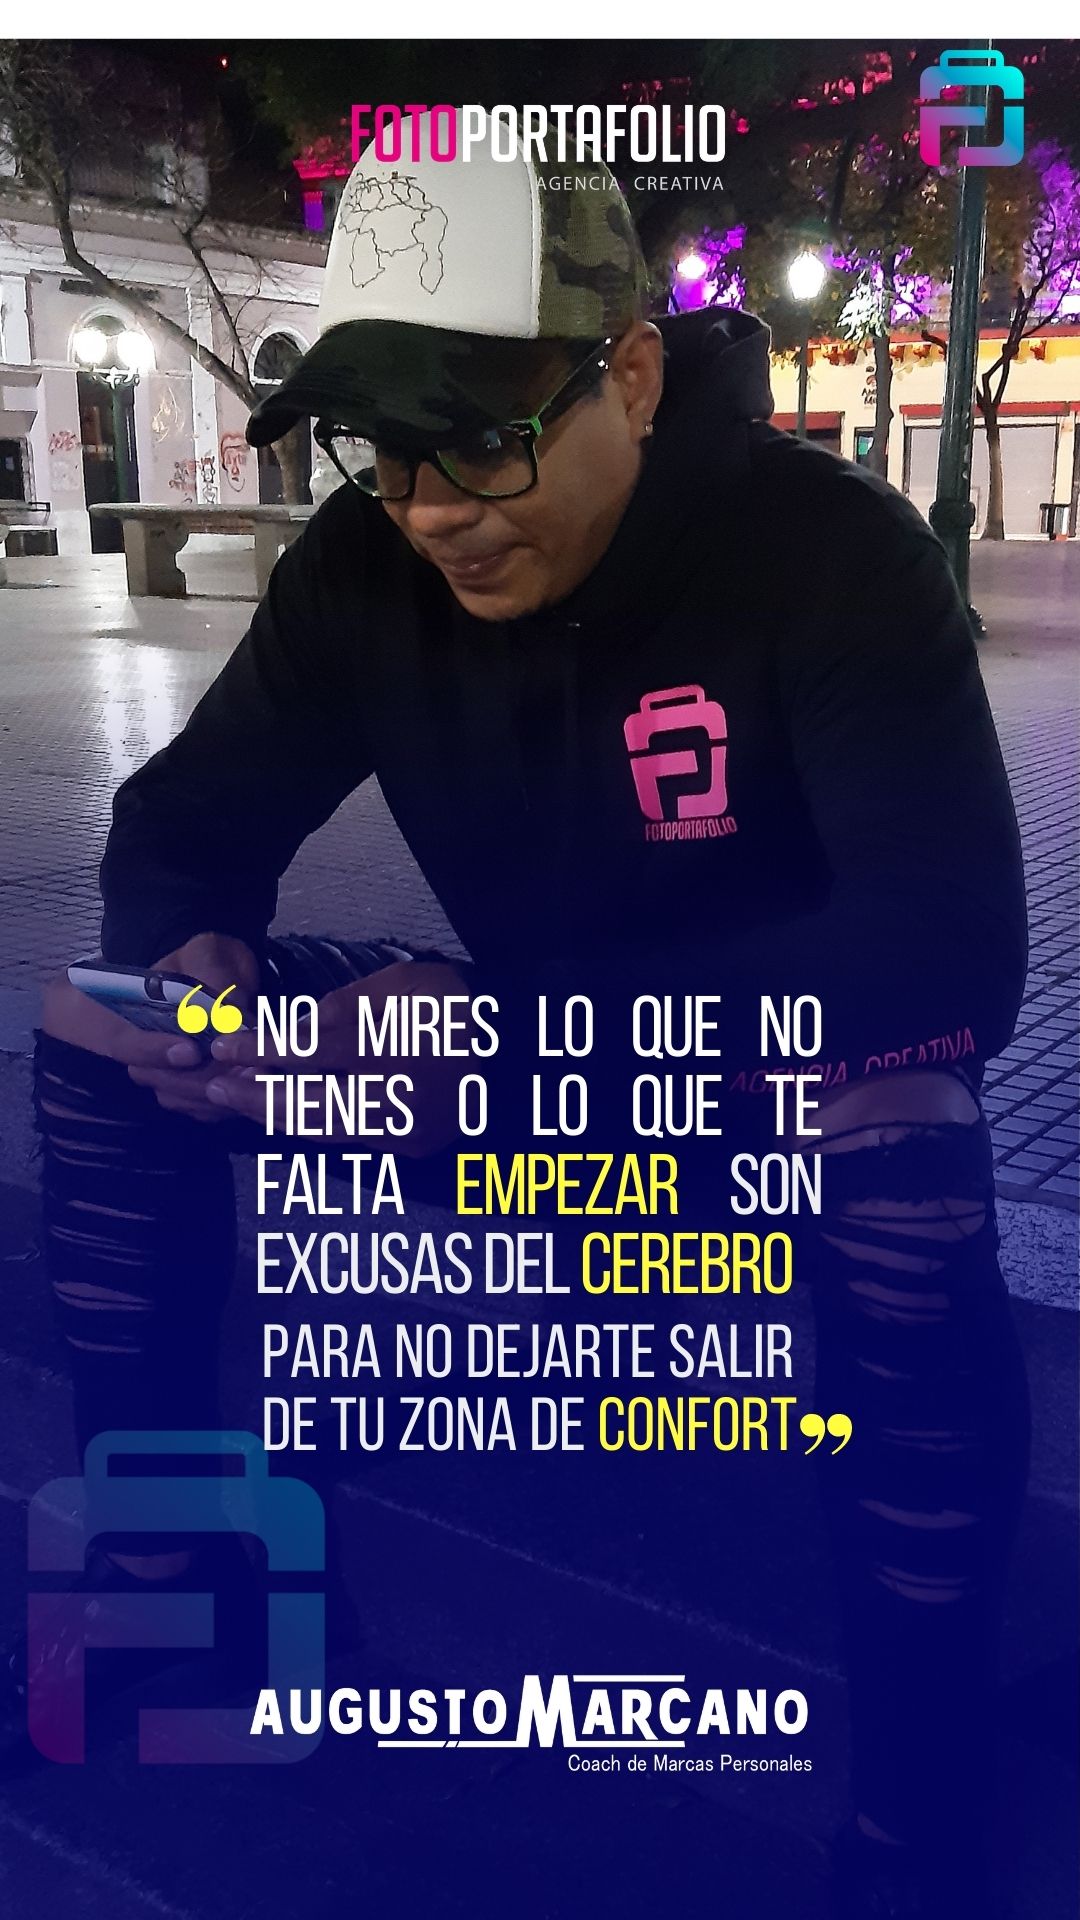 FOTOPORTAFOLIO
AGENCIA CREATIVA
FOTOPORTAFOLIO
“NO MIRES LO QUE NO
AGENCIA CREATIVA
TIENES O LO QUE TE
FALTA EMPEZAR SON
EXCUSAS DEL CEREBRO
PARA NO DEJARTE SALIR
DE TU ZONA DE CONFORT”
AUGUSTO MARCANO
Coach de Marcas Personales